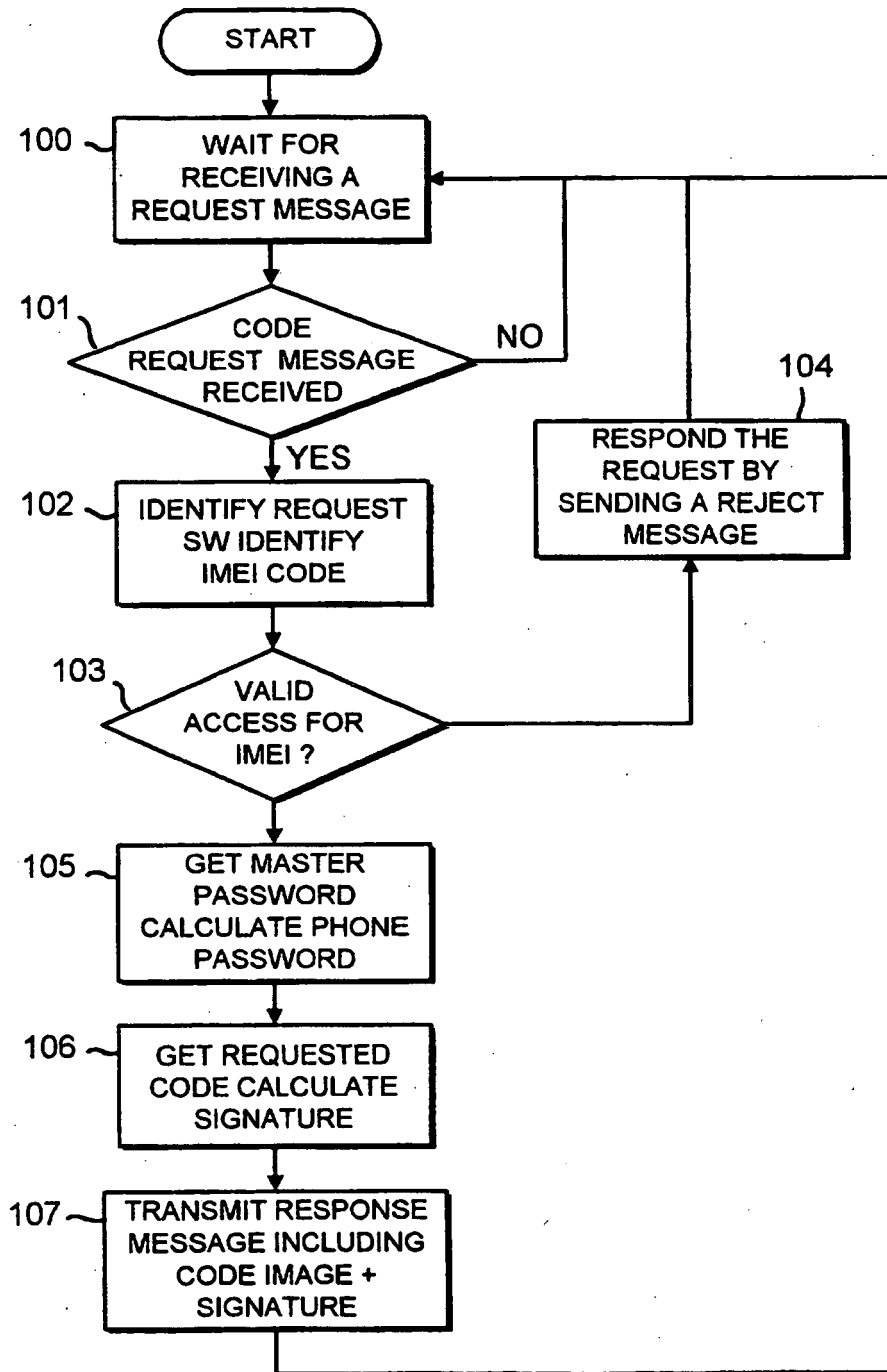 START
100
WAIT FOR
RECEIVING A
REQUEST MESSAGE
101
CODE
REQUEST MESSAGE
RECEIVED
NO
YES
102
IDENTIFY REQUEST
SW IDENTIFY
IMEI CODE
103
VALID
ACCESS FOR
IMEI ?
104
RESPOND THE
REQUEST BY
SENDING A REJECT
MESSAGE
105
GET MASTER
PASSWORD
CALCULATE PHONE
PASSWORD
106
GET REQUESTED
CODE CALCULATE
SIGNATURE
107
TRANSMIT RESPONSE
MESSAGE INCLUDING
CODE IMAGE +
SIGNATURE